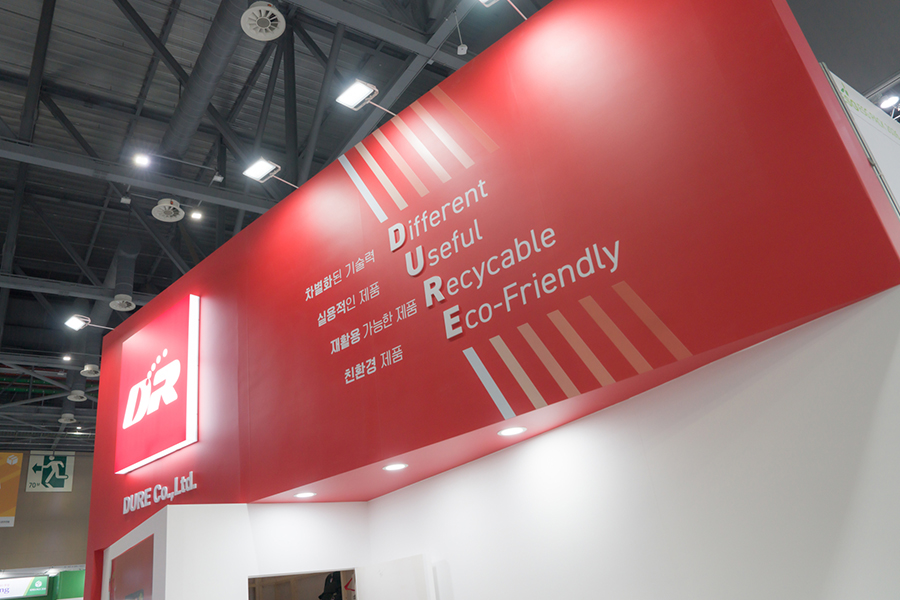 차별화된 기술력
실용적인 제품
재활용 가능한 제품
친환경 제품
Different
Useful
Recycable
Eco-Friendly
DR
DURE Co.,Ltd.
70M